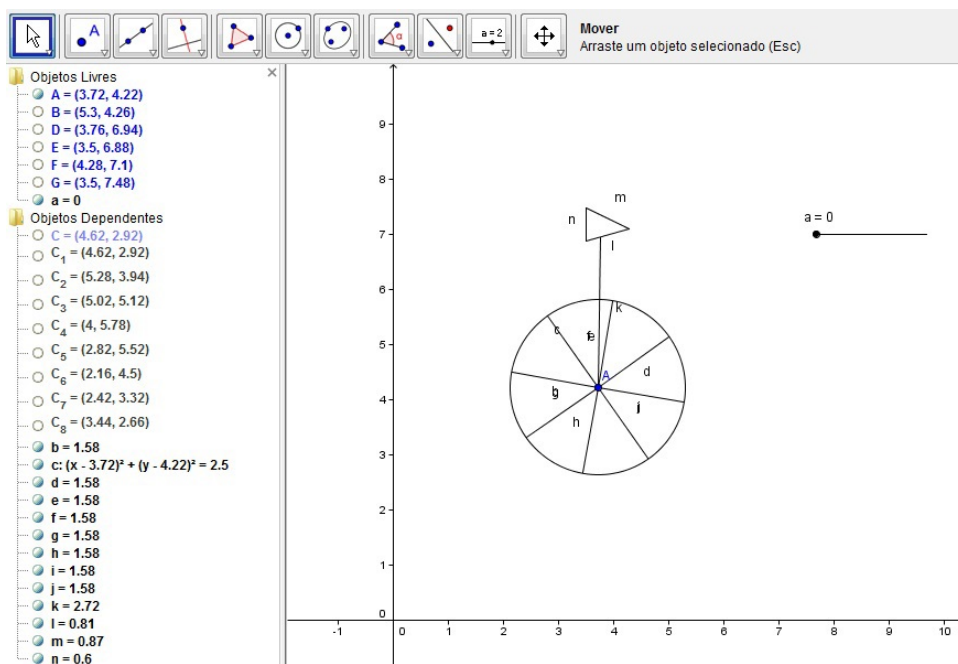 a = 2
Mover
Arraste um objeto selecionado (Esc)
A
α
Objetos Livres
A = (3.72, 4.22)
B = (5.3, 4.26)
D = (3.76, 6.94)
E = (3.5, 6.88)
F = (4.28, 7.1)
G = (3.5, 7.48)
a = 0
Objetos Dependentes
C = (4.62, 2.92)
C₁ = (4.62, 2.92)
C₂ = (5.28, 3.94)
C₃ = (5.02, 5.12)
C₄ = (4, 5.78)
C₅ = (2.82, 5.52)
C₆ = (2.16, 4.5)
C₇ = (2.42, 3.32)
C₈ = (3.44, 2.66)
b = 1.58
c: (x - 3.72)² + (y - 4.22)² = 2.5
d = 1.58
e = 1.58
f = 1.58
g = 1.58
h = 1.58
i = 1.58
j = 1.58
k = 2.72
l = 0.81
m = 0.87
n = 0.6
9
8
m
n
a = 0
7
l
6
k
c
e
5
d
A
4
h
3
2
1
0
-1 0 1 2 3 4 5 6 7 8 9 10